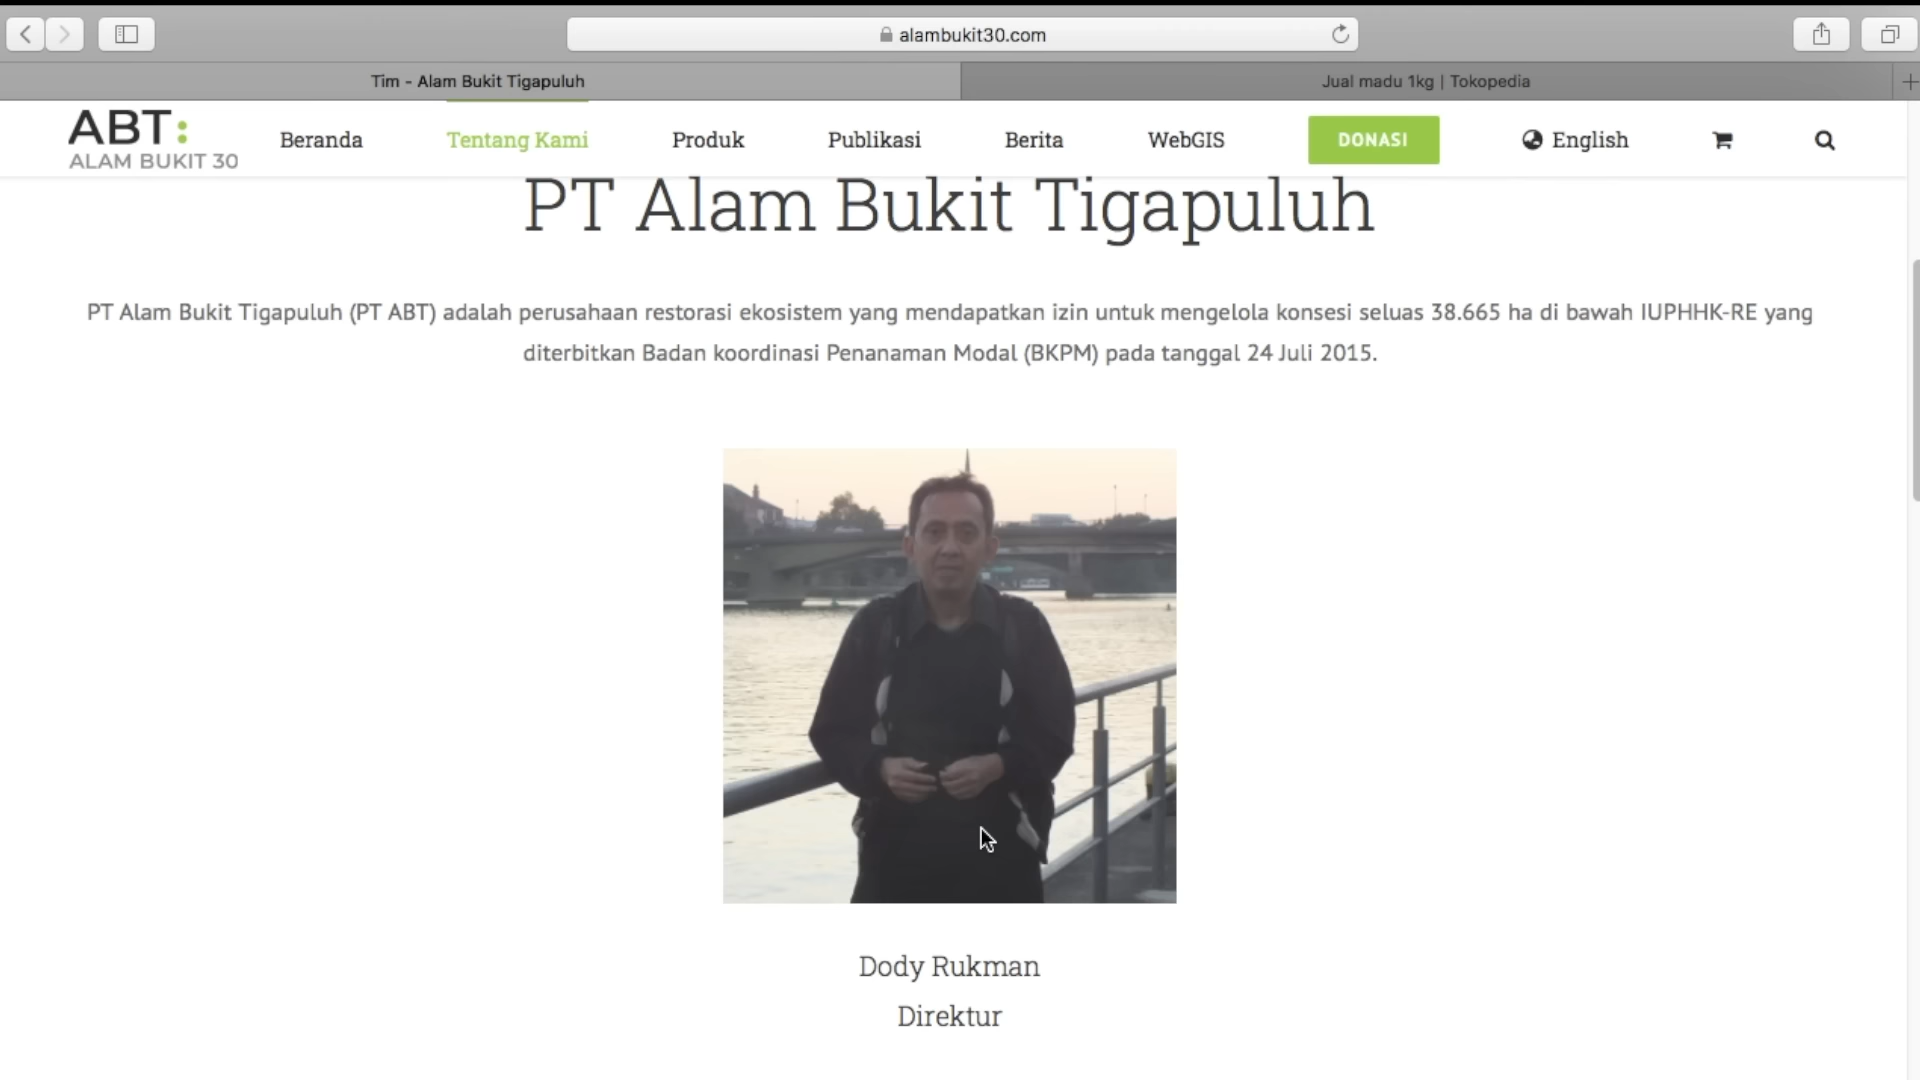 alambukit30.com
Tim - Alam Bukit Tigapuluh
Jual madu 1kg | Tokopedia
ABT:
ALAM BUKIT 30
Beranda
Tentang Kami
Produk
Publikasi
Berita
WebGIS
DONASI
English
PT Alam Bukit Tigapuluh
PT Alam Bukit Tigapuluh (PT ABT) adalah perusahaan restorasi ekosistem yang mendapatkan izin untuk mengelola konsesi seluas 38.665 ha di bawah IUPHHK-RE yang
diterbitkan Badan koordinasi Penanaman Modal (BKPM) pada tanggal 24 Juli 2015.
Dody Rukman
Direktur